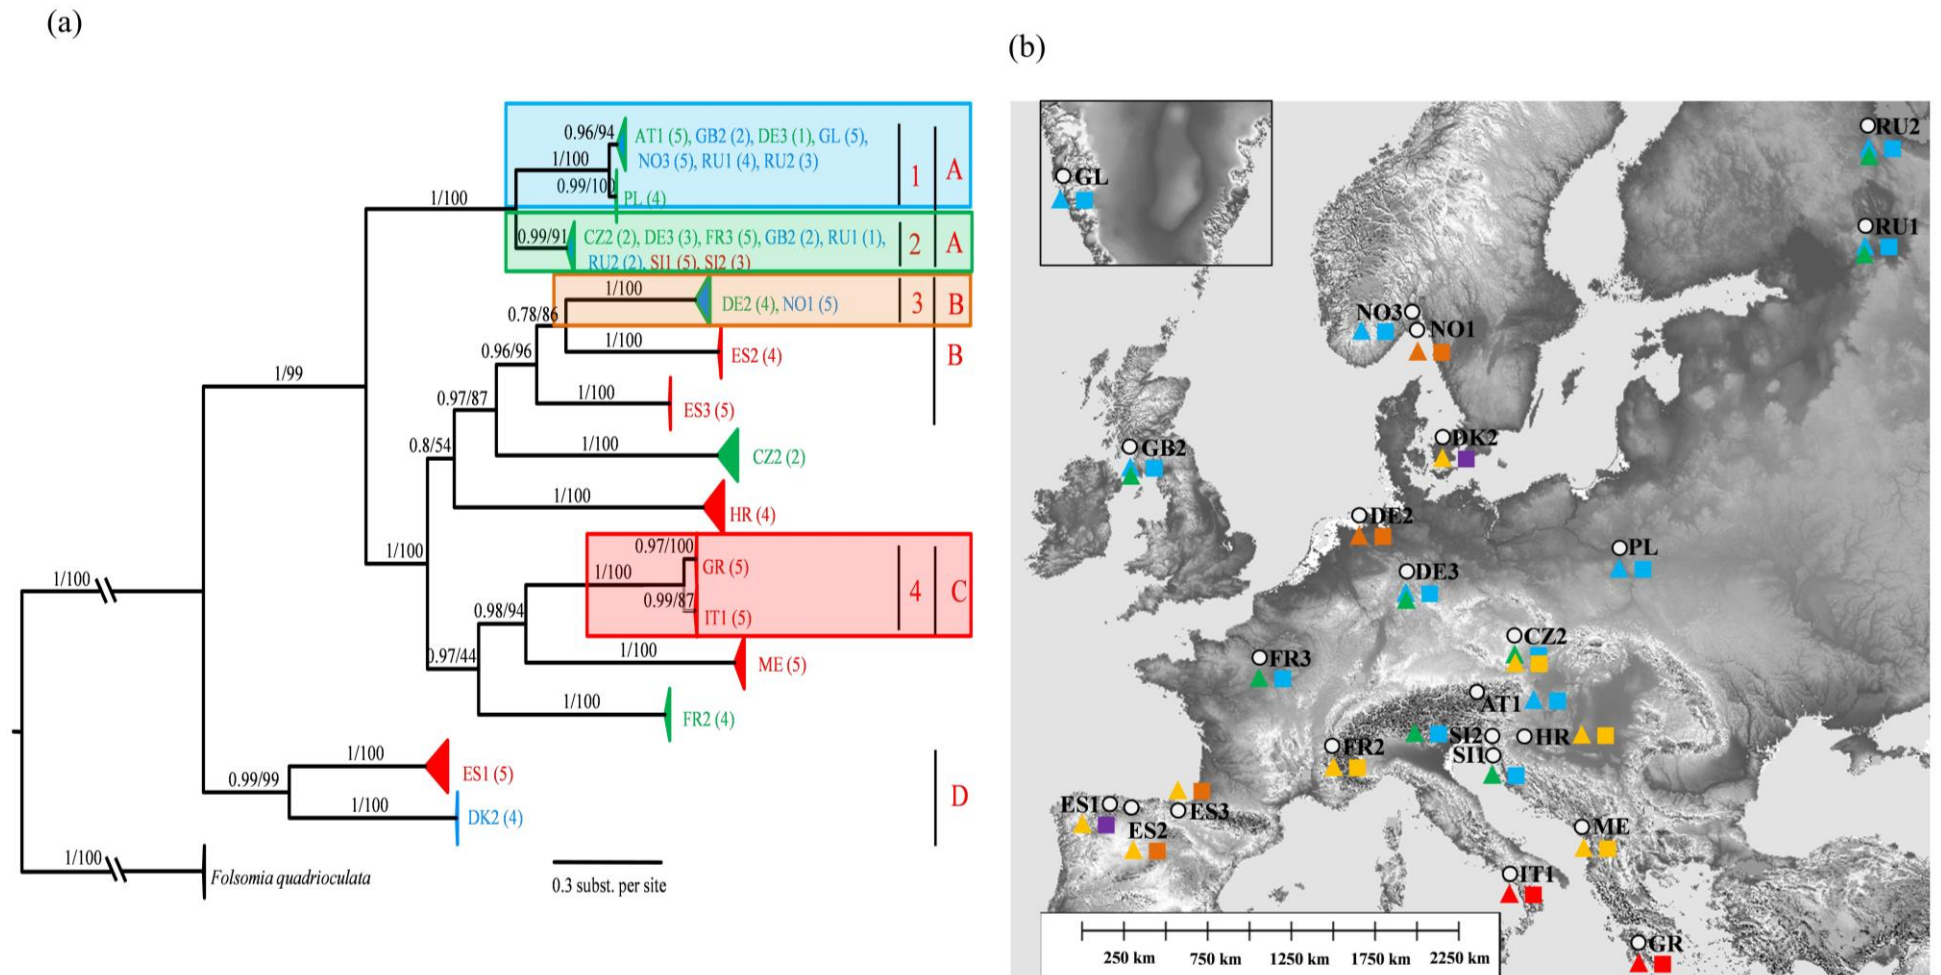 (a)
0.96/94
AT1 (5), GB2 (2), DE3 (1), GL (5),
NO3 (5), RU1 (4), RU2 (3)
1/100
0.99/100
PL (4)
1
A
1/100
0.99/91
CZ2 (2), DE3 (3), FR3 (5), GB2 (2), RU1 (1),
RU2 (2), SI1 (5), SI2 (3)
2
A
1/100
DE2 (4), NO1 (5)
3
B
0.78/86
1/100
ES2 (4)
B
0.96/96
1/100
ES3 (5)
1/99
0.97/87
1/100
CZ2 (2)
0.8/54
1/100
HR (4)
1/100
0.97/100
GR (5)
1/100
0.99/87
IT1 (5)
4
C
0.98/94
1/100
ME (5)
0.97/44
1/100
FR2 (4)
1/100
1/100
ES1 (5)
0.99/99
1/100
DK2 (4)
D
1/100
Folsomia quadrioculata
0.3 subst. per site
(b)
RU2
GL
RU1
NO3
NO1
DK2
GB2
DE2
PL
DE3
CZ2
FR3
AT1
SI2
HR
FR2
SI1
ES1
ES3
ES2
ME
IT1
GR
250 km
750 km
1250 km
1750 km
2250 km